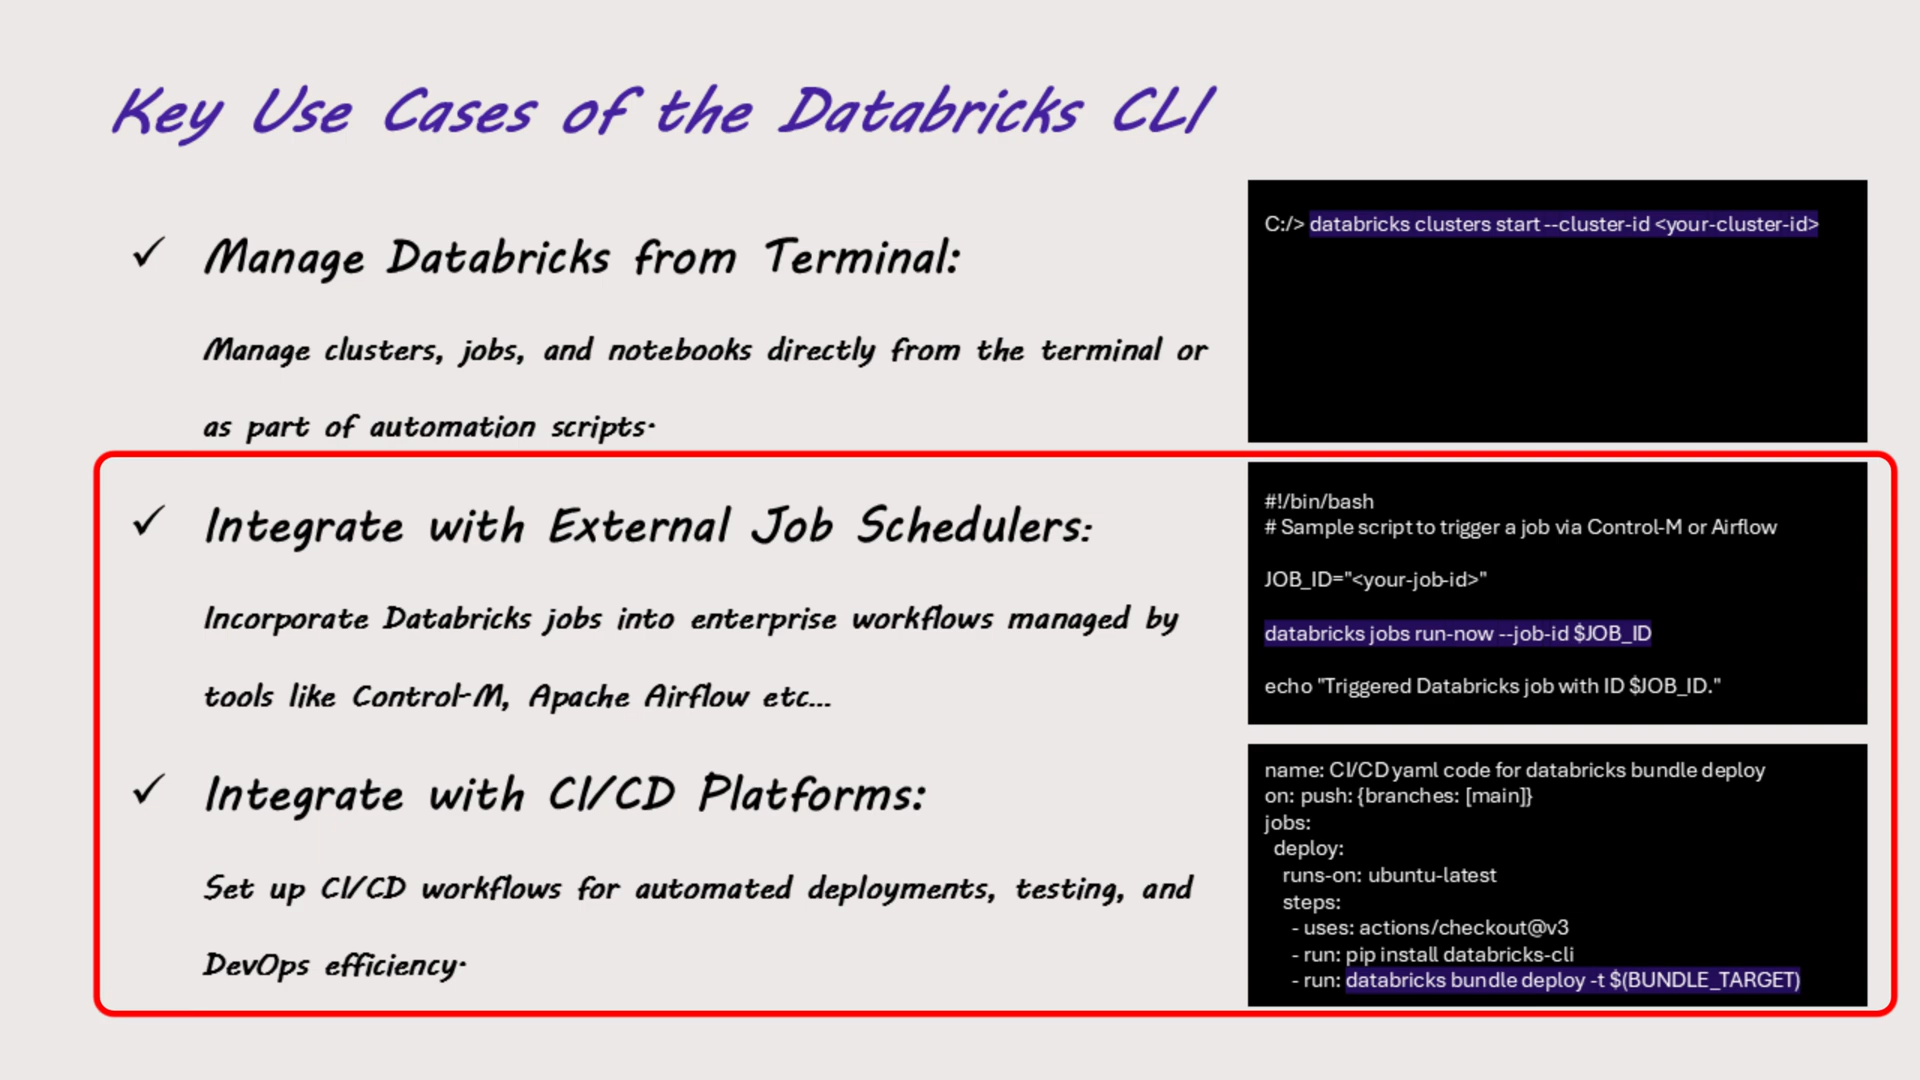 Key Use Cases of the Databricks CLI
✓ Manage Databricks from Terminal:
Manage clusters, jobs, and notebooks directly from the terminal or
as part of automation scripts.
C:/> databricks clusters start --cluster-id <your-cluster-id>
✓ Integrate with External Job Schedulers:
Incorporate Databricks jobs into enterprise workflows managed by
tools like Control-M, Apache Airflow etc...
#!/bin/bash
# Sample script to trigger a job via Control-M or Airflow
JOB_ID="<your-job-id>"
databricks jobs run-now --job-id $JOB_ID
echo "Triggered Databricks job with ID $JOB_ID."
✓ Integrate with CI/CD Platforms:
Set up CI/CD workflows for automated deployments, testing, and
DevOps efficiency.
name: CI/CD yaml code for databricks bundle deploy
on: push: {branches: [main]}
jobs:
deploy:
runs-on: ubuntu-latest
steps:
- uses: actions/checkout@v3
- run: pip install databricks-cli
- run: databricks bundle deploy -t $(BUNDLE_TARGET)